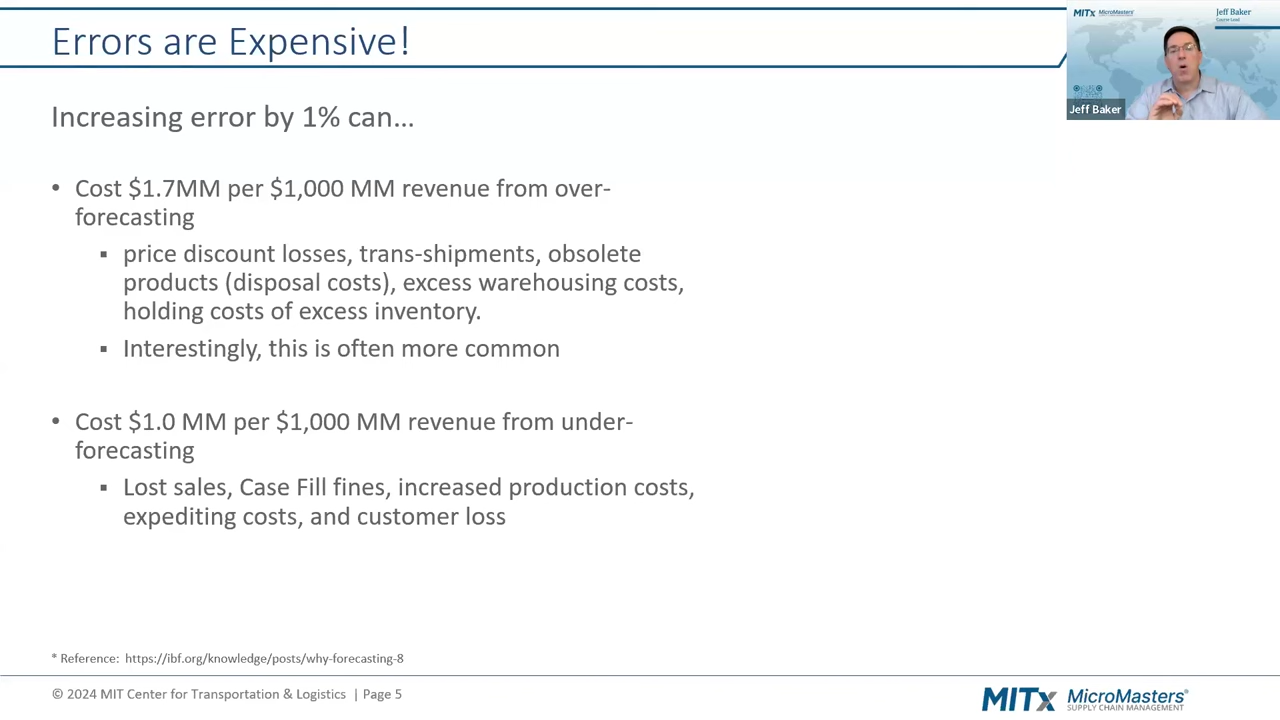 Errors are Expensive!
MITx MicroMasters
Jeff Baker
Course Lead
Jeff Baker
Increasing error by 1% can…
• Cost $1.7MM per $1,000 MM revenue from over-
forecasting
▪ price discount losses, trans-shipments, obsolete
products (disposal costs), excess warehousing costs,
holding costs of excess inventory.
▪ Interestingly, this is often more common
• Cost $1.0 MM per $1,000 MM revenue from under-
forecasting
▪ Lost sales, Case Fill fines, increased production costs,
expediting costs, and customer loss
* Reference: https://ibf.org/knowledge/posts/why-forecasting-8
© 2024 MIT Center for Transportation & Logistics | Page 5
MITx MicroMasters®
SUPPLY CHAIN MANAGEMENT